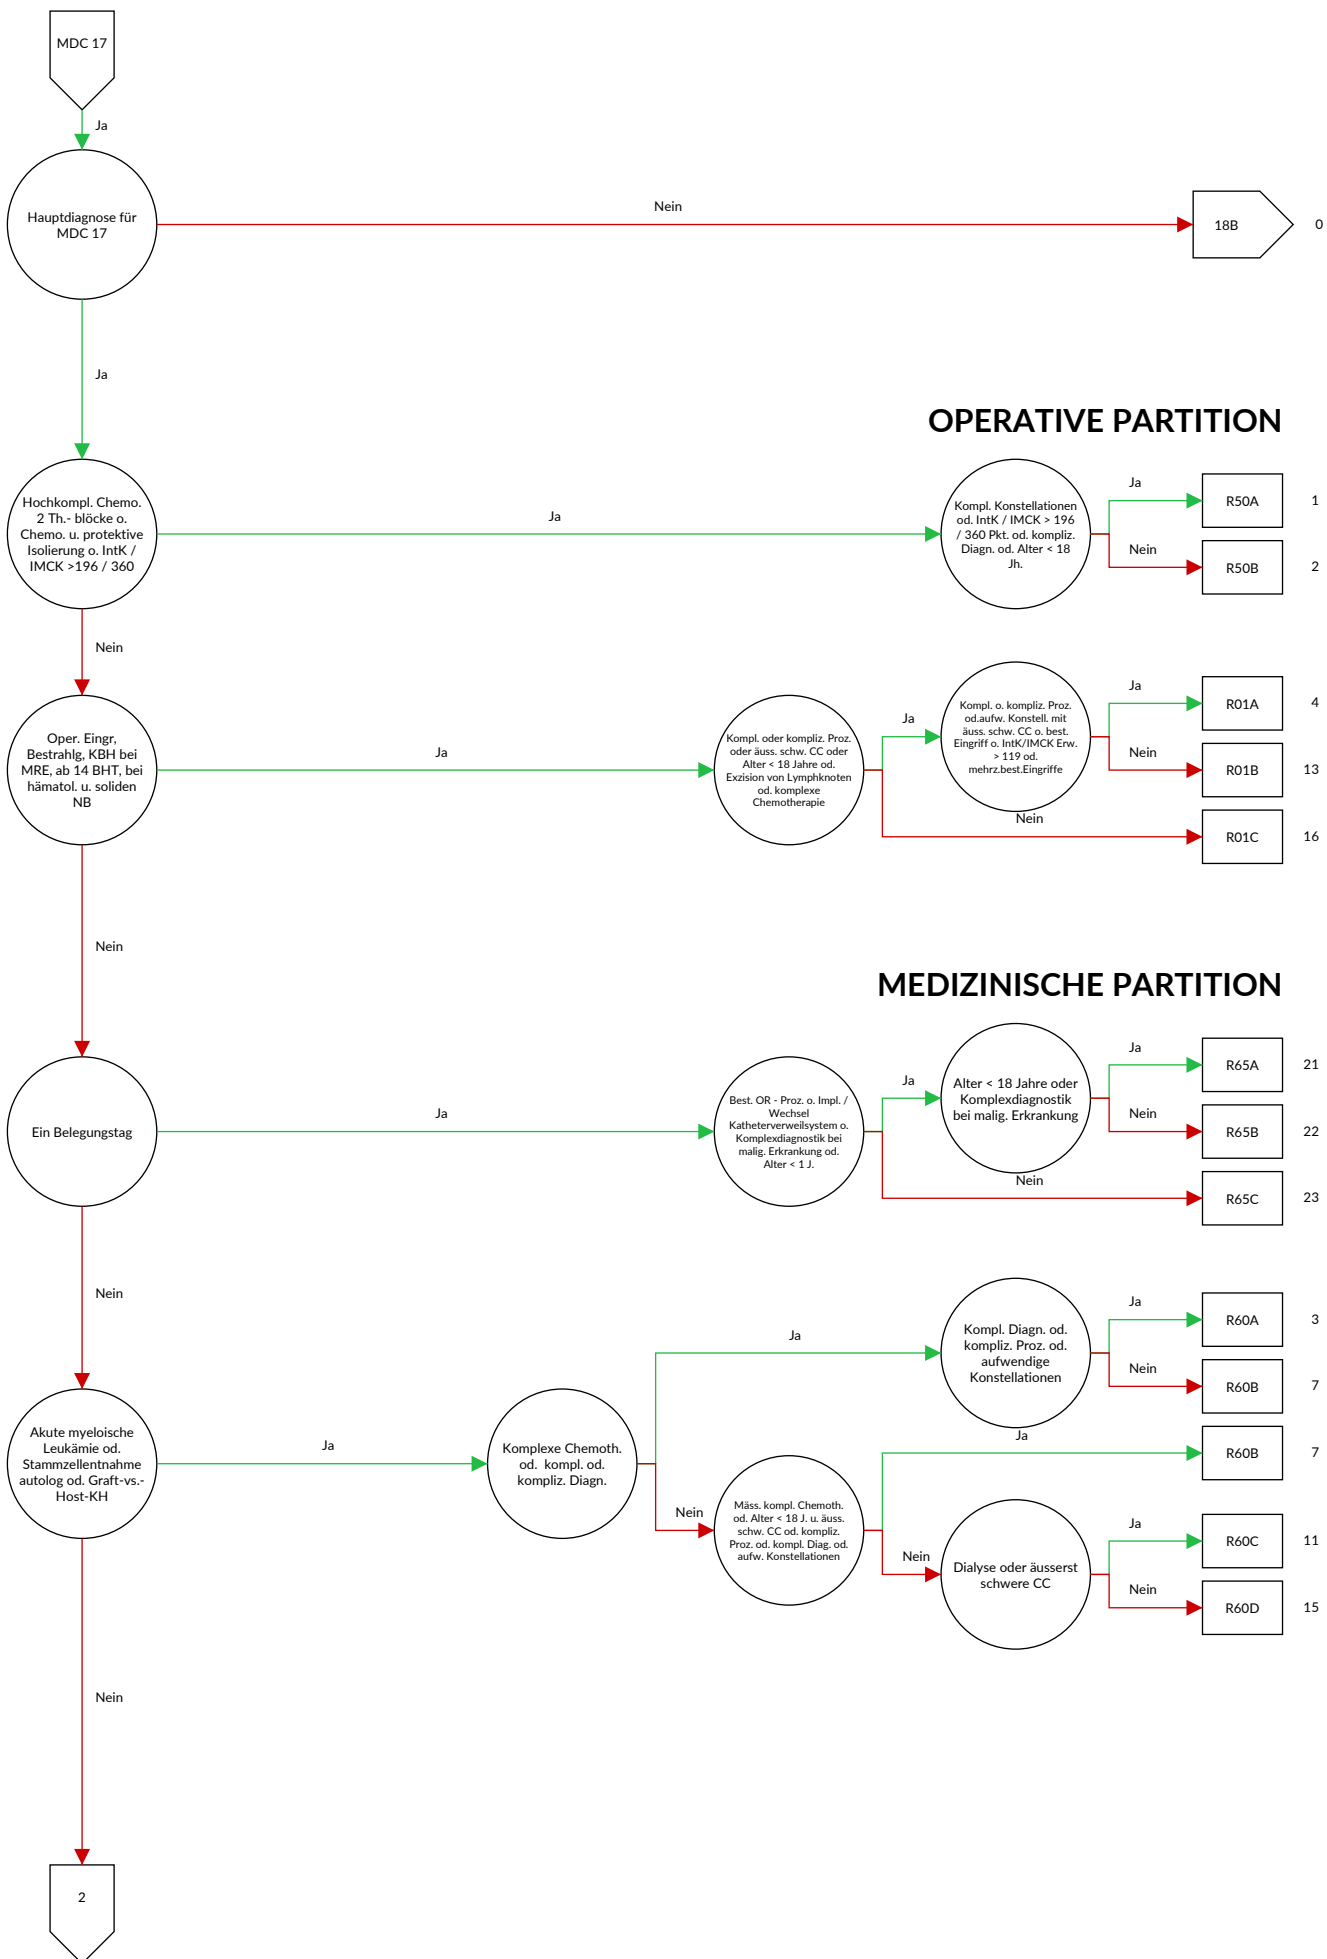 MDC 17
Ja
Hauptdiagnose für
MDC 17
Nein
18B
0
Ja
OPERATIVE PARTITION
Hochkompl. Chemo.
2 Th.- blöcke o.
Chemo. u. protektive
Isolierung o. IntK /
IMCK >196 / 360
Ja
Kompl. Konstellationen
od. IntK / IMCK > 196
/ 360 Pkt. od. kompliz.
Diagn. od. Alter < 18
Jh.
Ja
R50A
1
Nein
R50B
2
Nein
Oper. Eingr,
Bestrahlg, KBH bei
MRE, ab 14 BHT, bei
hämatol. u. soliden
NB
Ja
Kompl. oder kompliz. Proz.
oder äuss. schw. CC oder
Alter < 18 Jahre od.
Exzision von Lymphknoten
od. komplexe
Chemotherapie
Ja
Kompl. o. kompliz. Proz.
od.aufw. Konstell. mit
äuss. schw. CC o. best.
Eingriff o. IntK/IMCK Erw.
> 119 od.
mehrz.best.Eingriffe
Ja
R01A
4
Nein
R01B
13
Nein
R01C
16
Nein
MEDIZINISCHE PARTITION
Ein Belegungstag
Ja
Best. OR - Proz. o. Impl. /
Wechsel
Katheterverweilsystem o.
Komplexdiagnostik bei
malig. Erkrankung od.
Alter < 1 J.
Ja
Alter < 18 Jahre oder
Komplexdiagnostik
bei malig. Erkrankung
Ja
R65A
21
Nein
R65B
22
Nein
R65C
23
Nein
Akute myeloische
Leukämie od.
Stammzellentnahme
autolog od. Graft-vs.-
Host-KH
Ja
Komplexe Chemoth.
od. kompl. od.
kompliz. Diagn.
Ja
Kompl. Diagn. od.
kompliz. Proz. od.
aufwendige
Konstellationen
Ja
R60A
3
Nein
R60B
7
Nein
Mäss. kompl. Chemoth.
od. Alter < 18 J. u. äuss.
schw. CC od. kompliz.
Proz. od. kompl. Diag. od.
aufw. Konstellationen
Ja
R60B
7
Nein
Dialyse oder äusserst
schwere CC
Ja
R60C
11
Nein
R60D
15
Nein
2